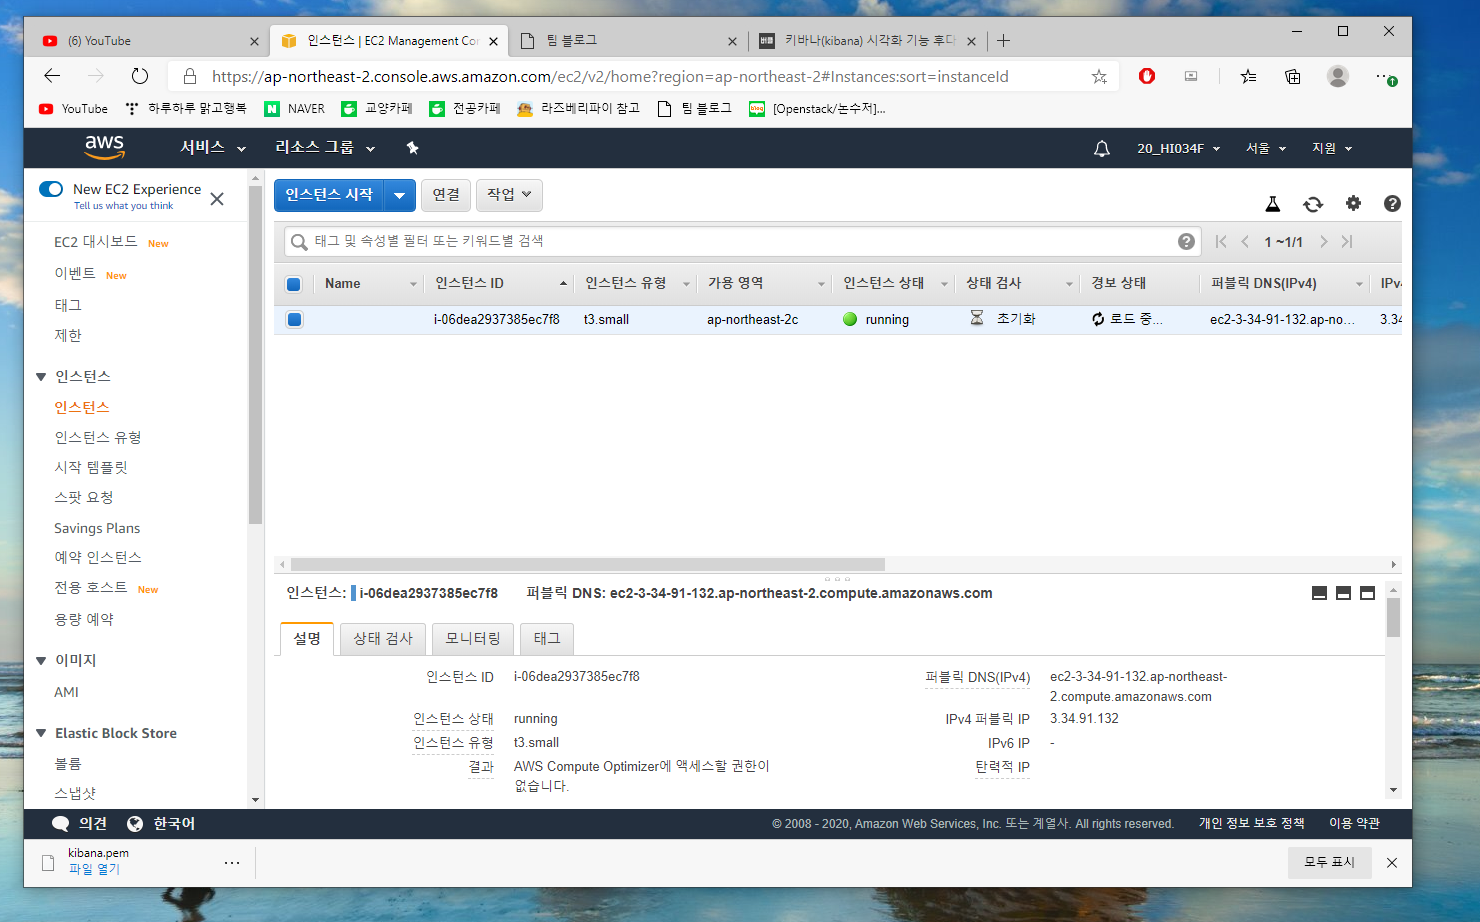 (6) YouTube
인스턴스 | EC2 Management Co
팀 블로그
키바나(kibana) 시각화 기능 후다
https://ap-northeast-2.console.aws.amazon.com/ec2/v2/home?region=ap-northeast-2#Instances:sort=instanceId
YouTube
하루하루 맑고행복
NAVER
교양카페
전공카페
라즈베리파이 참고
팀 블로그
[Openstack/논수저]...
aws
서비스
리소스 그룹
20_HI034F
서울
지원
New EC2 Experience
Tell us what you think
EC2 대시보드 New
이벤트 New
태그
제한
인스턴스
인스턴스
인스턴스 유형
시작 템플릿
스팟 요청
Savings Plans
예약 인스턴스
전용 호스트 New
용량 예약
이미지
AMI
Elastic Block Store
볼륨
스냅샷
인스턴스 시작
연결
작업
태그 및 속성별 필터 또는 키워드별 검색
1 ~1/1
Name 인스턴스 ID 인스턴스 유형 가용 영역 인스턴스 상태 상태 검사 경보 상태 퍼블릭 DNS(IPv4) IPv
i-06dea2937385ec7f8 t3.small ap-northeast-2c running 초기화 로드 중... ec2-3-34-91-132.ap-no... 3.34
인스턴스: i-06dea2937385ec7f8 퍼블릭 DNS: ec2-3-34-91-132.ap-northeast-2.compute.amazonaws.com
설명
상태 검사
모니터링
태그
인스턴스 ID i-06dea2937385ec7f8
인스턴스 상태 running
인스턴스 유형 t3.small
결과 AWS Compute Optimizer에 액세스할 권한이
없습니다.
퍼블릭 DNS(IPv4) ec2-3-34-91-132.ap-northeast-
2.compute.amazonaws.com
IPv4 퍼블릭 IP 3.34.91.132
IPv6 IP -
탄력적 IP
의견
한국어
© 2008 - 2020, Amazon Web Services, Inc. 또는 계열사. All rights reserved.
개인 정보 보호 정책
이용 약관
kibana.pem
파일 열기
모두 표시